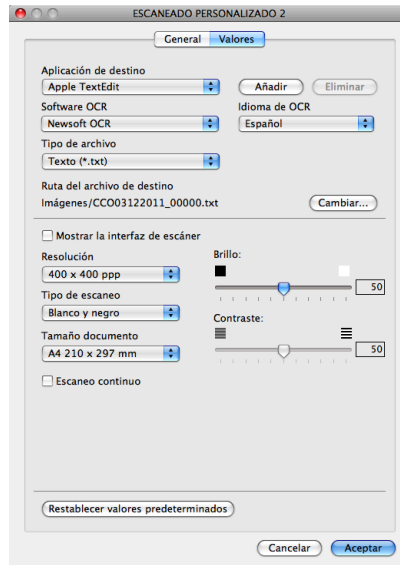 ESCANEADO PERSONALIZADO 2
General Valores
Aplicación de destino
Apple TextEdit Añadir Eliminar
Software OCR Idioma de OCR
Newsoft OCR Español
Tipo de archivo
Texto (*.txt)
Ruta del archivo de destino
Imágenes/CCO03122011_00000.txt Cambiar...
Mostrar la interfaz de escáner
Resolución Brillo:
400 x 400 ppp 50
Tipo de escaneo
Blanco y negro
Contraste:
Tamaño documento
A4 210 x 297 mm 50
Escaneo continuo
Restablecer valores predeterminados
Cancelar Aceptar